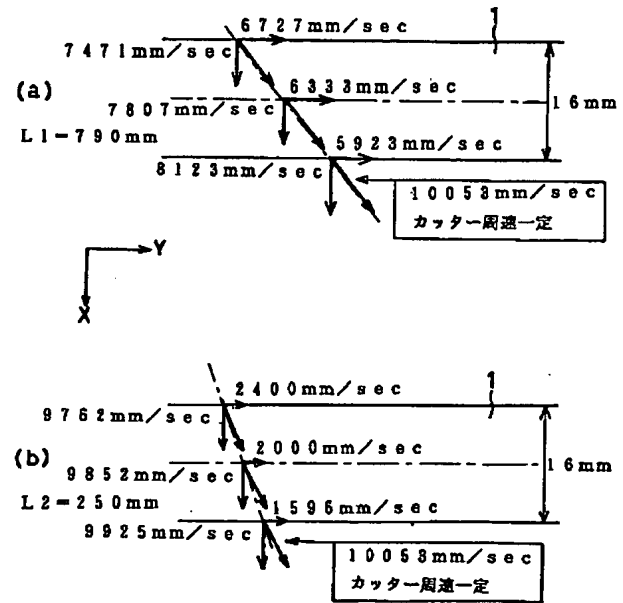 6727mm/sec
1
7471mm/sec
(a)
6333mm/sec
7807mm/sec
16mm
L1=790mm
5923mm/sec
8123mm/sec
10053mm/sec
カッター周速一定
Y
X
2400mm/sec
1
9762mm/sec
(b)
2000mm/sec
9852mm/sec
16mm
L2=250mm
1596mm/sec
9925mm/sec
10053mm/sec
カッター周速一定